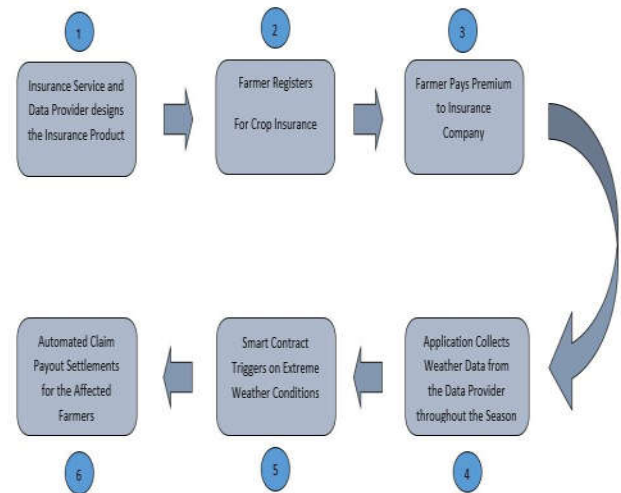 1
Insurance Service and
Data Provider designs
the Insurance Product
2
Farmer Registers
For Crop Insurance
3
Farmer Pays Premium
to Insurance
Company
Application Collects
Weather Data from
the Data Provider
throughout the Season
4
Smart Contract
Triggers on Extreme
Weather Conditions
5
Automated Claim
Payout Settlements
for the Affected
Farmers
6